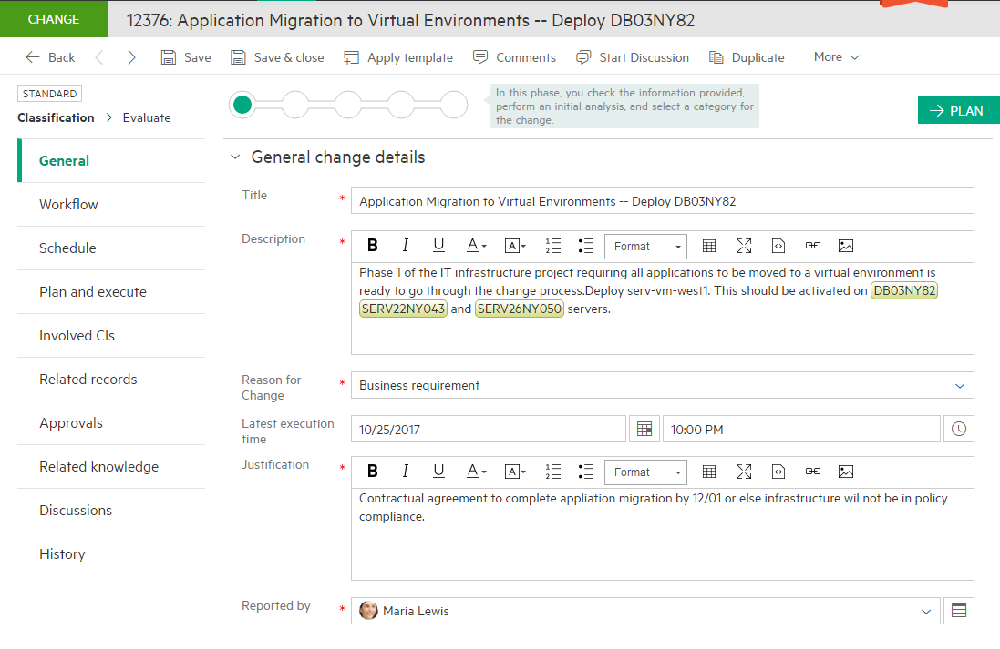 CHANGE 12376: Application Migration to Virtual Environments -- Deploy DB03NY82
Back Save Save & close Apply template Comments Start Discussion Duplicate More
STANDARD
Classification > Evaluate
In this phase, you check the information provided,
perform an initial analysis, and select a category for
the change.
PLAN
General
Workflow
Schedule
Plan and execute
Involved CIs
Related records
Approvals
Related knowledge
Discussions
History
General change details
Title * Application Migration to Virtual Environments -- Deploy DB03NY82
Description * B I U A A Format
Phase 1 of the IT infrastructure project requiring all applications to be moved to a virtual environment is
ready to go through the change process.Deploy serv-vm-west1. This should be activated on DB03NY82
SERV22NY043 and SERV26NY050 servers.
Reason for
Change * Business requirement
Latest execution
time 10/25/2017 10:00 PM
Justification * B I U A A Format
Contractual agreement to complete appliation migration by 12/01 or else infrastructure wil not be in policy
compliance.
Reported by * Maria Lewis